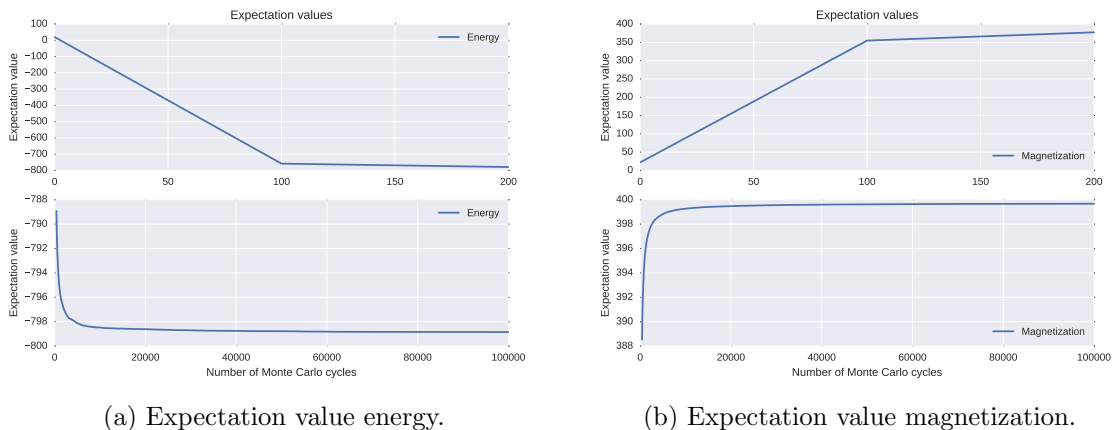 Expectation values
Expectation value
100
0
−100
−200
−300
−400
−500
−600
−700
−800
Energy
0 50 100 150 200
Expectation value
−788
−790
−792
−794
−796
−798
−800
Energy
0 20000 40000 60000 80000 100000
Number of Monte Carlo cycles
(a) Expectation value energy.
Expectation values
Expectation value
400
350
300
250
200
150
100
50
0
Magnetization
0 50 100 150 200
Expectation value
400
398
396
394
392
390
388
Magnetization
0 20000 40000 60000 80000 100000
Number of Monte Carlo cycles
(b) Expectation value magnetization.